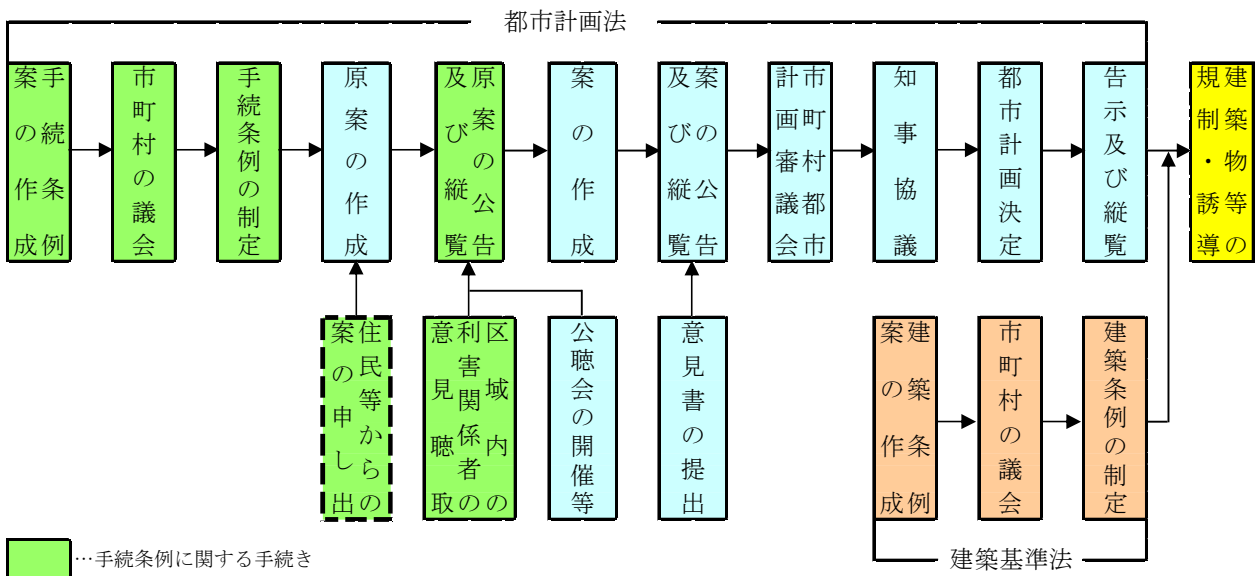 都市計画法
手続条例
案の作成
市町村の議会
手続条例の制定
原案の作成
原案の公告
及び縦覧
案の作成
案の公告
及び縦覧
市町村都市
計画審議会
知事協議
都市計画決定
告示及び縦覧
建築物等の
規制・誘導
住民等からの
案の申し出
区域内の
利害関係者の
意見聴取
公聴会の開催等
意見書の提出
建築条例
案の作成
市町村の議会
建築条例の制定
…手続条例に関する手続き
建築基準法